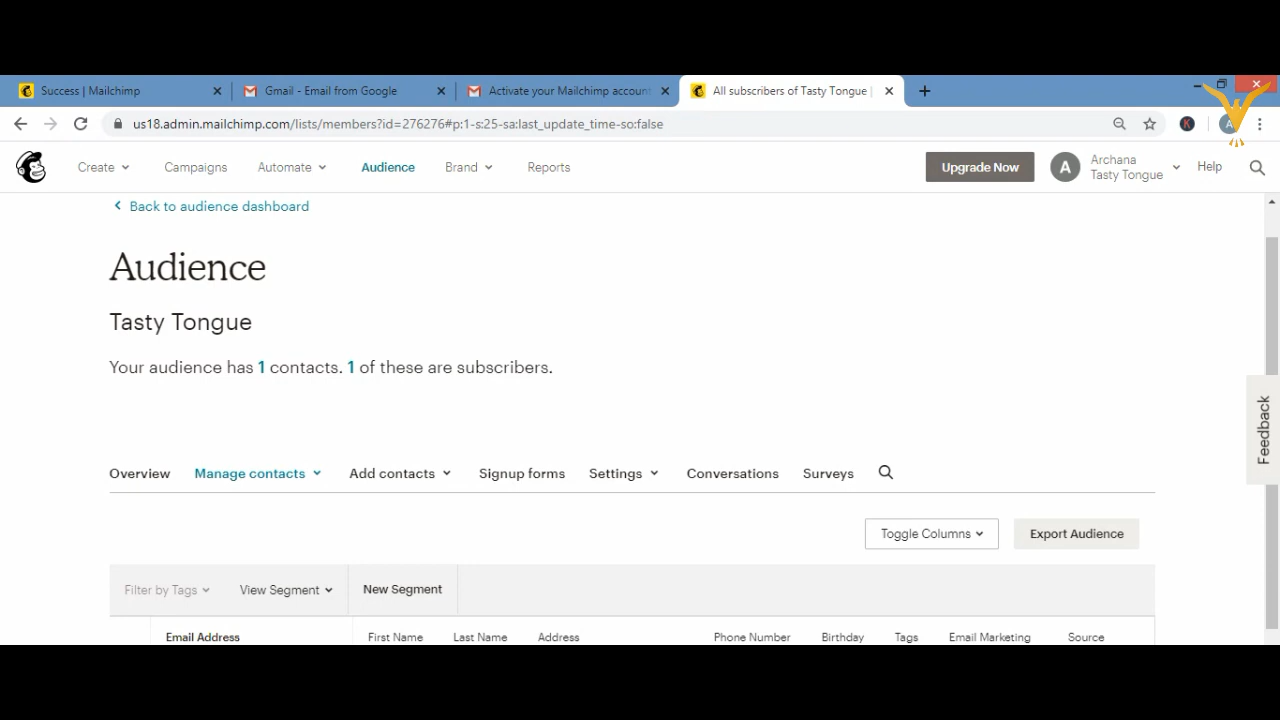 Success | Mailchimp
Gmail - Email from Google
Activate your Mailchimp accoun
All subscribers of Tasty Tongue |
us18.admin.mailchimp.com/lists/members?id=276276#p:1-s:25-sa:last_update_time-so:false
K
A
Create
Campaigns
Automate
Audience
Brand
Reports
Upgrade Now
A
Archana
Tasty Tongue
Help
Back to audience dashboard
Audience
Tasty Tongue
Your audience has 1 contacts. 1 of these are subscribers.
Feedback
Overview
Manage contacts
Add contacts
Signup forms
Settings
Conversations
Surveys
Toggle Columns
Export Audience
Filter by Tags
View Segment
New Segment
Email Address
First Name
Last Name
Address
Phone Number
Birthday
Tags
Email Marketing
Source